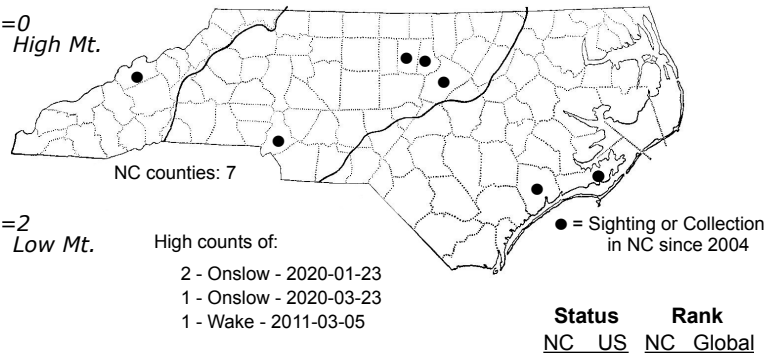 =0
High Mt.
NC counties: 7
=2
Low Mt.
High counts of:
2 - Onslow - 2020-01-23
1 - Onslow - 2020-03-23
1 - Wake - 2011-03-05
● = Sighting or Collection
in NC since 2004
Status Rank
NC US NC Global